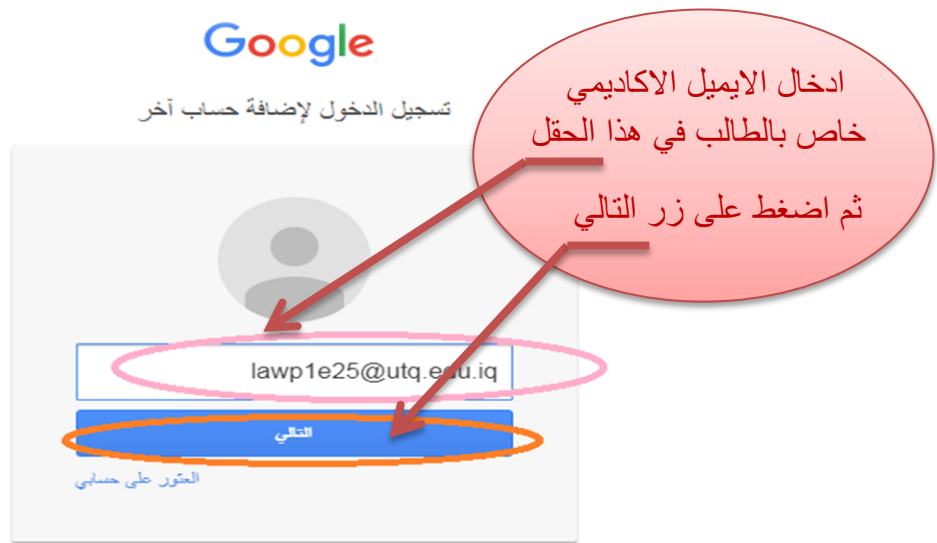 Google
تسجيل الدخول لإضافة حساب آخر
ادخال الايميل الاكاديمي
خاص بالطالب في هذا الحقل
ثم اضغط على زر التالي
lawp1e25@utq.edu.iq
التالي
العثور على حسابي